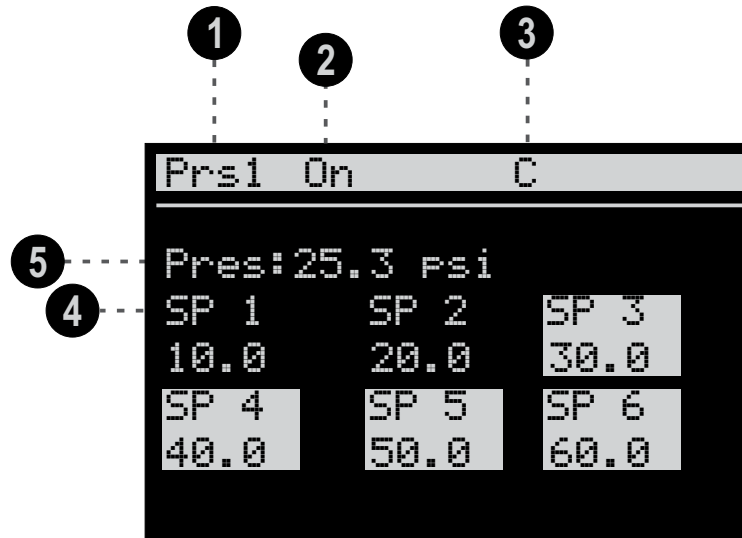 1 2 3
Prs1 On C
5 Pres:25.3 psi
4 SP 1 SP 2 SP 3
10.0 20.0 30.0
SP 4 SP 5 SP 6
40.0 50.0 60.0